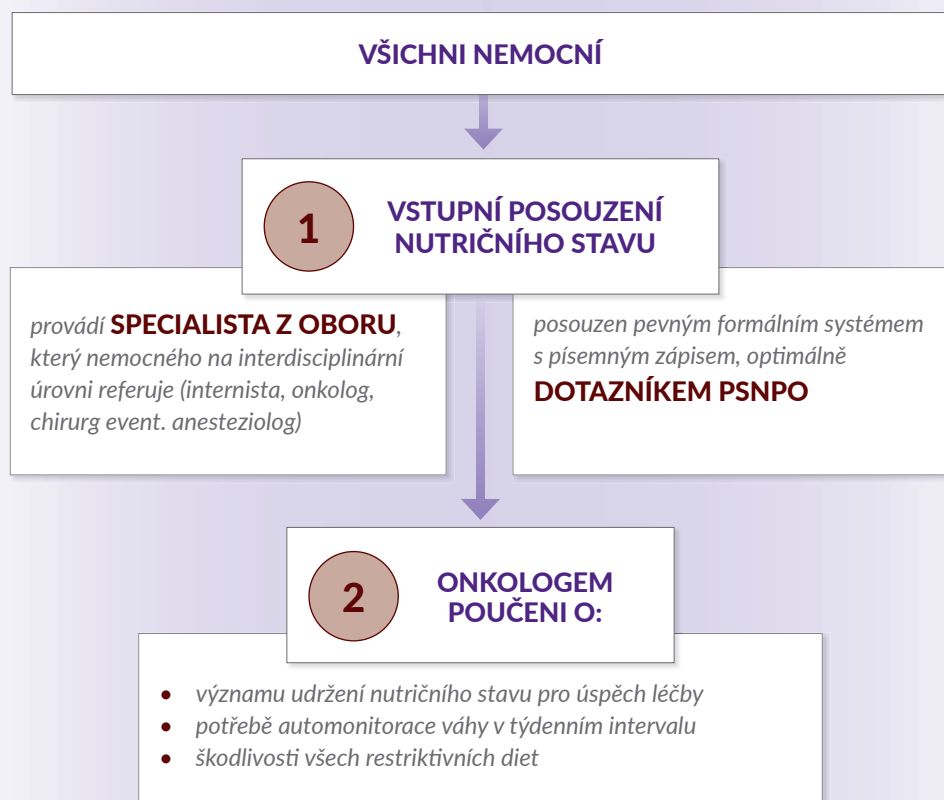 VŠICHNI NEMOCNÍ
1
VSTUPNÍ POSOUZENÍ
NUTRIČNÍHO STAVU
provádí SPECIALISTA Z OBORU,
který nemocného na interdisciplinární
úrovni referuje (internista, onkolog,
chirurg event. anesteziolog)
posouzen pevným formálním systémem
s písemným zápisem, optimálně
DOTAZNÍKEM PSNPO
2
ONKOLOGEM
POUČENI O:
• významu udržení nutričního stavu pro úspěch léčby
• potřebě automonitorace váhy v týdenním intervalu
• škodlivosti všech restriktivních diet